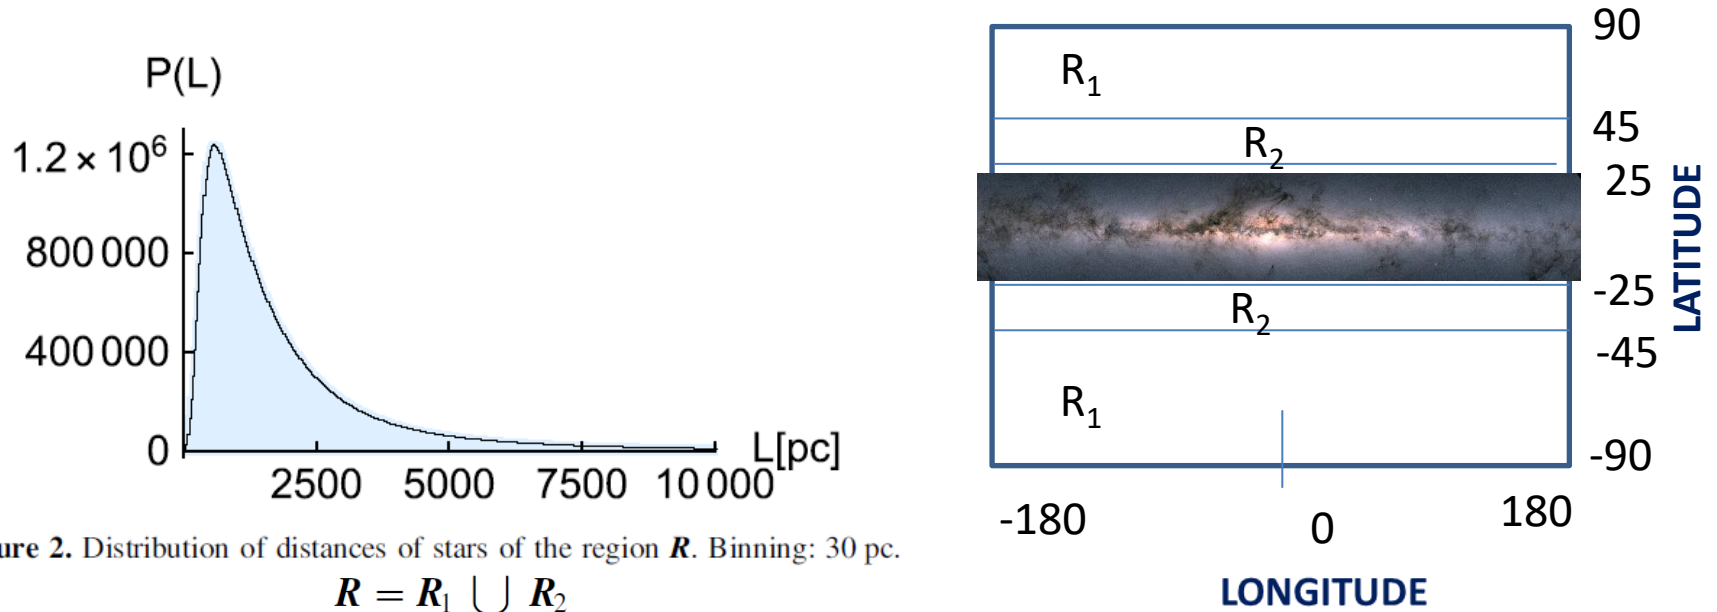 P(L)
1.2 × 10⁶
800 000
400 000
0
2500 5000 7500 10 000
L[pc]
ure 2. Distribution of distances of stars of the region R. Binning: 30 pc.
R = R₁ ⋃ R₂
R₁
R₂
R₂
R₁
90
45
25
-25
-45
-90
LATITUDE
-180 0 180
LONGITUDE